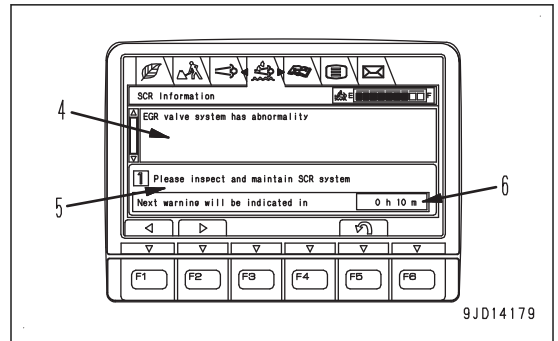 SCR Information
E F
4
EGR valve system has abnormality
1 Please inspect and maintain SCR system
5
6
Next warning will be indicated in 0 h 10 m
F1 F2 F3 F4 F5 F6
9JD14179